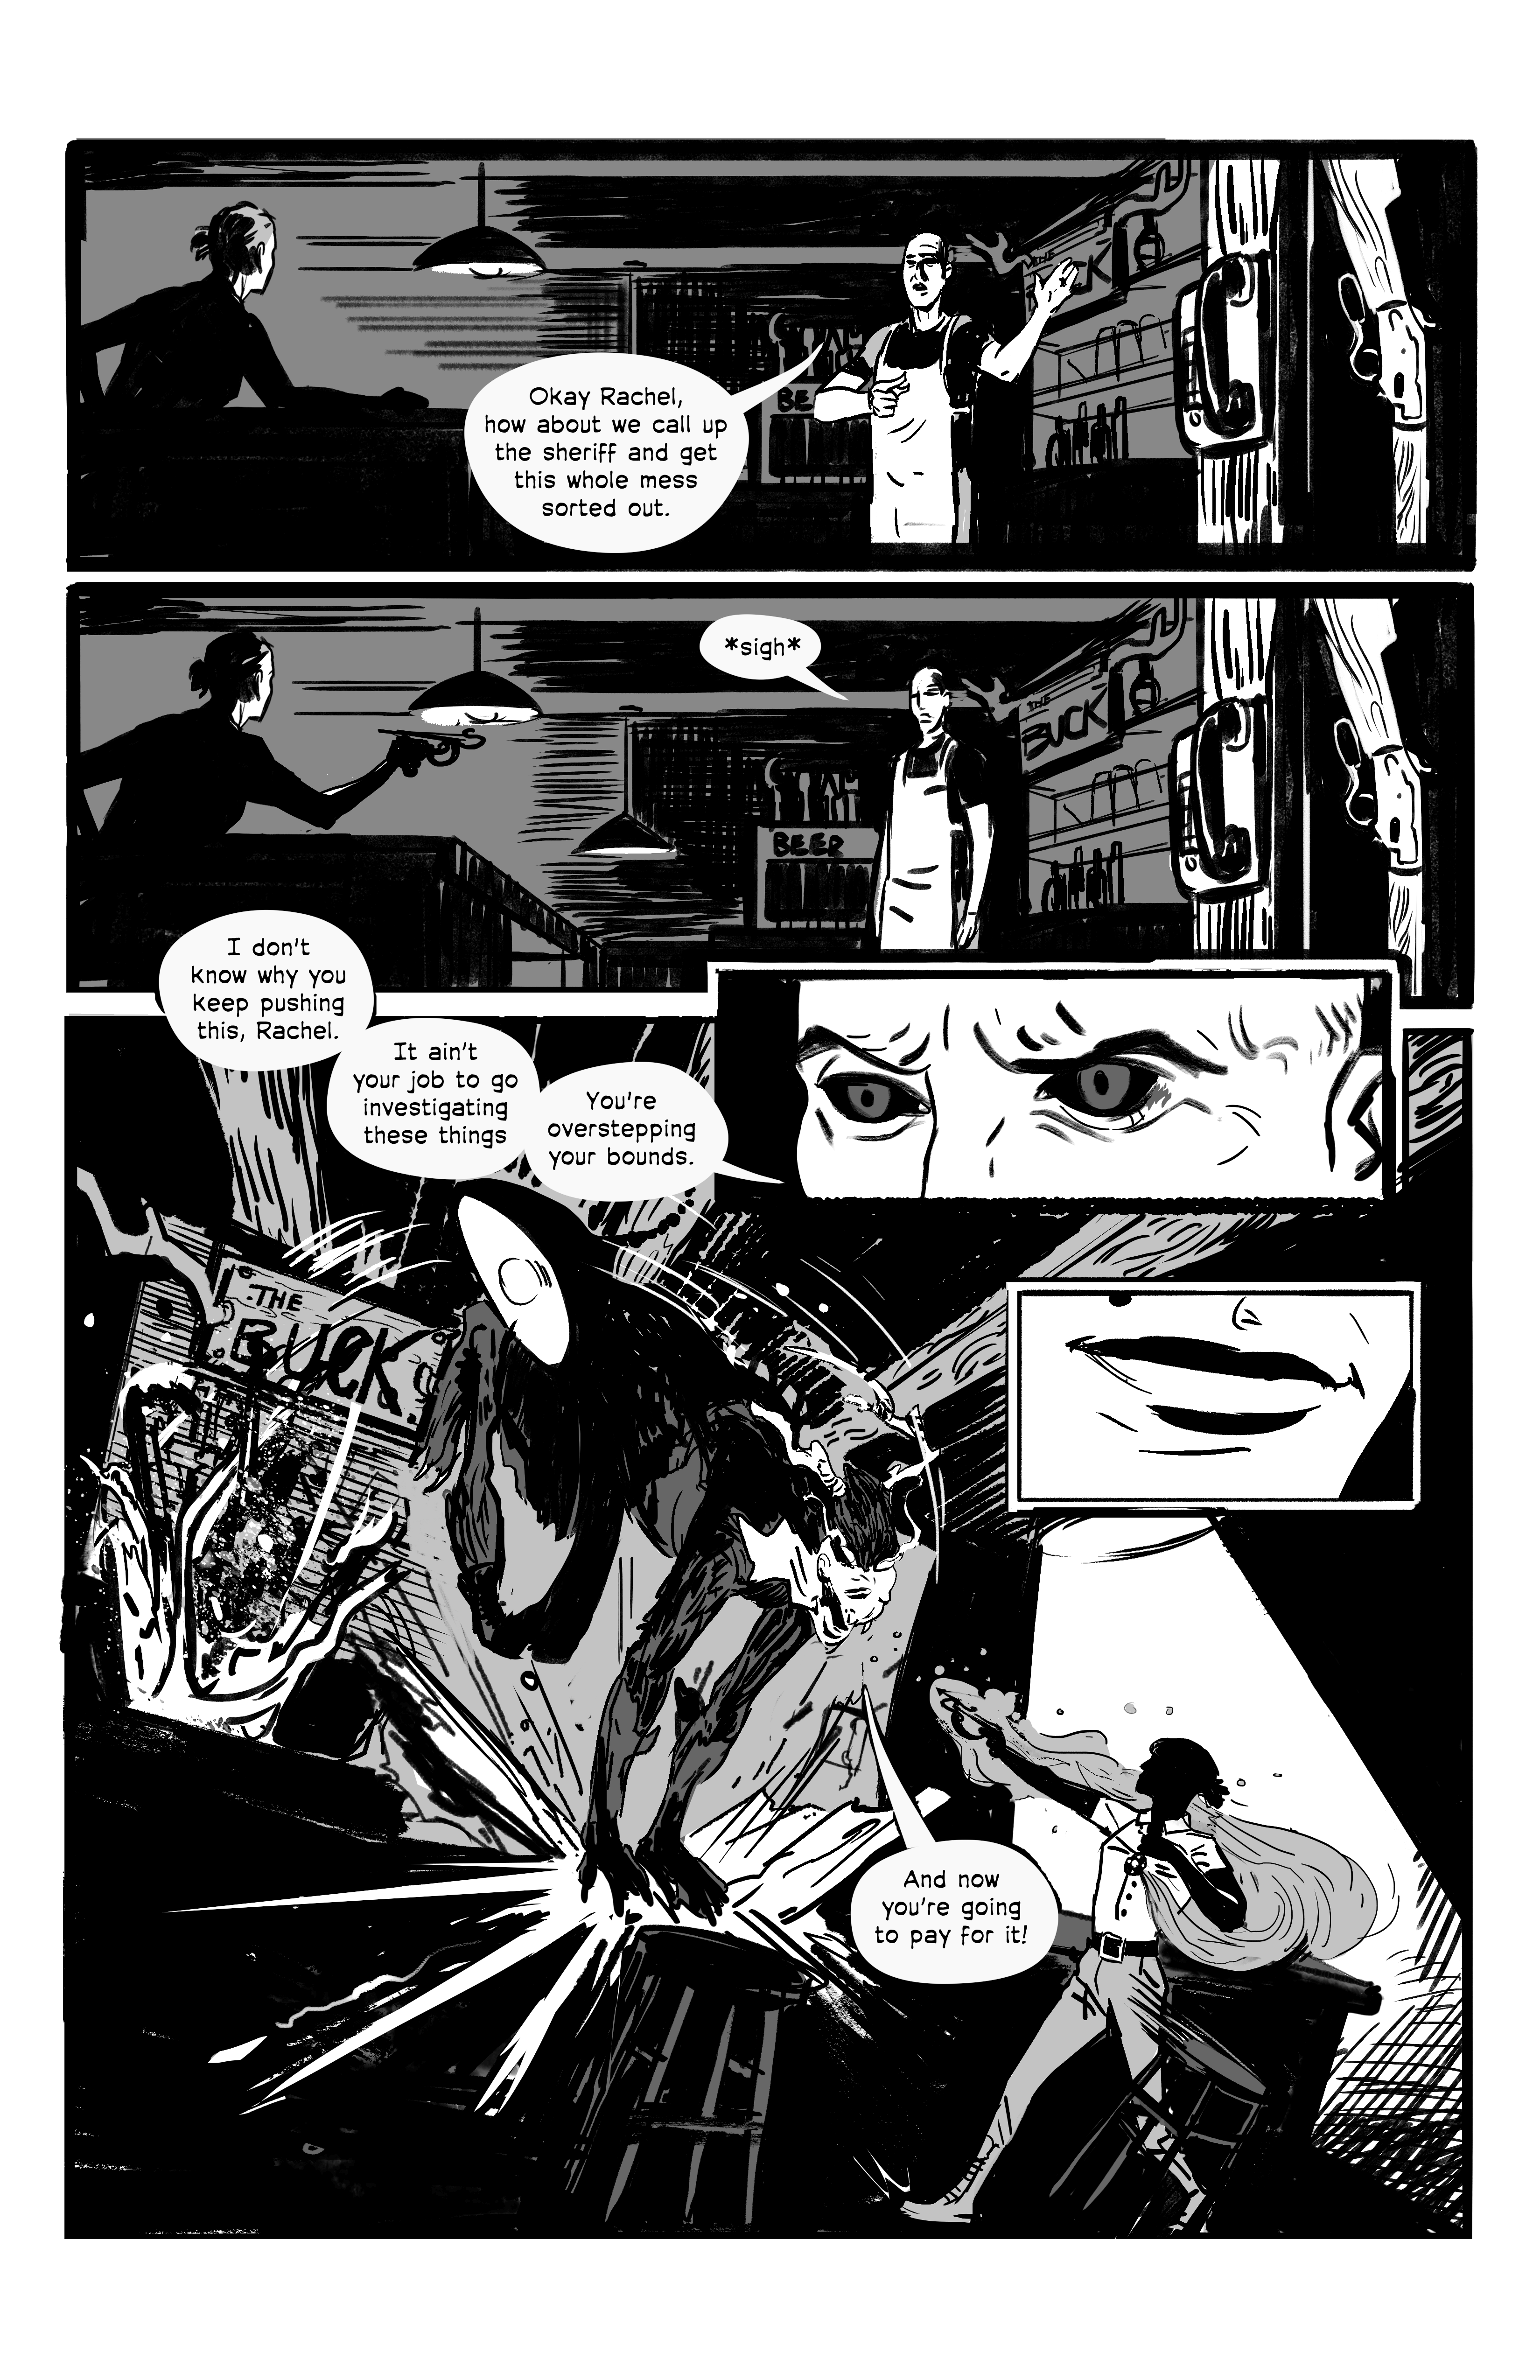 Okay Rachel,
how about we call up
the sheriff and get
this whole mess
sorted out.
BE
*sigh*
THE
BUCK
BEER
I don't
know why you
keep pushing
this, Rachel.
It ain't
your job to go
investigating
these things
You're
overstepping
your bounds.
THE
BUCK
And now
you're going
to pay for it!